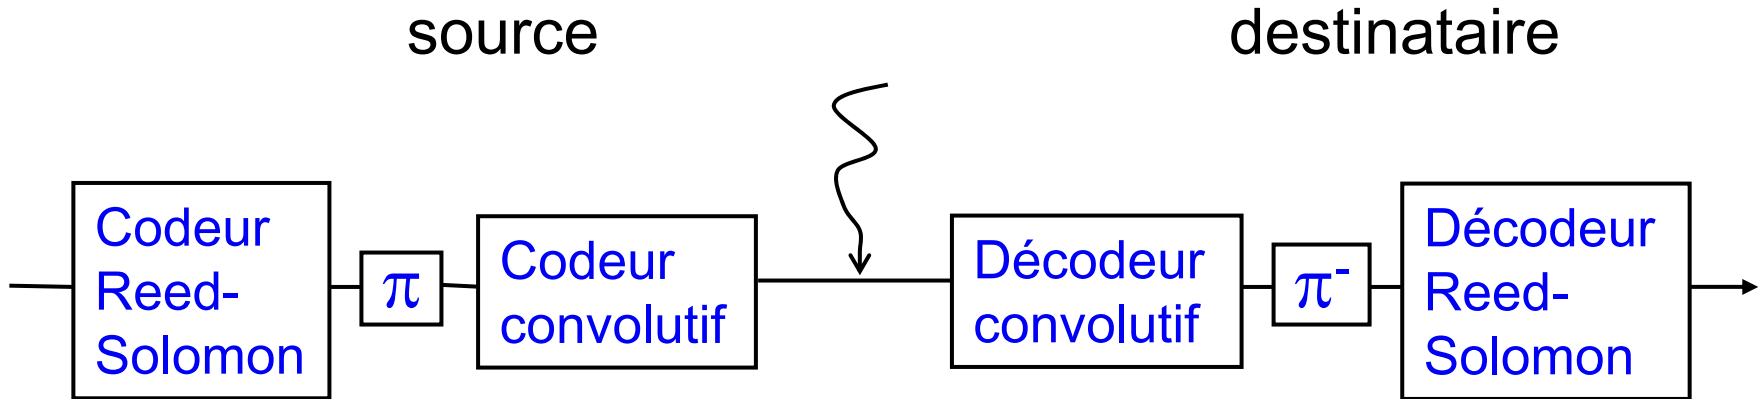 source
destinataire
Codeur
Reed-
Solomon
π
Codeur
convolutif
Décodeur
convolutif
π-
Décodeur
Reed-
Solomon